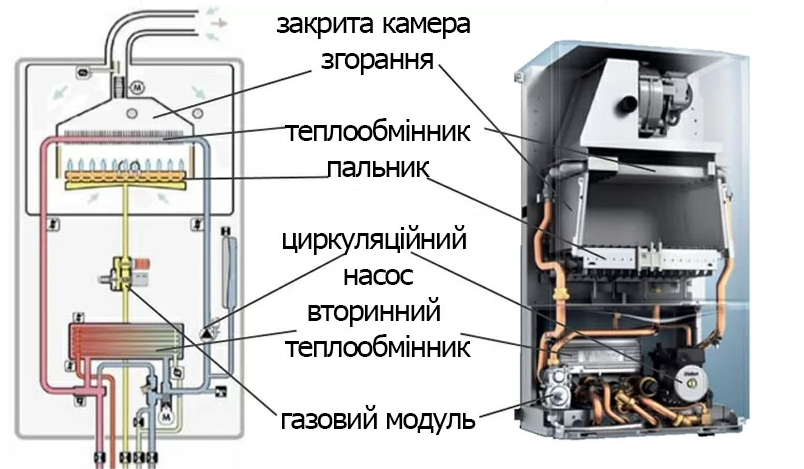 закрита камера
згорання
теплообмінник
пальник
циркуляційний
насос
вторинний
теплообмінник
газовий модуль